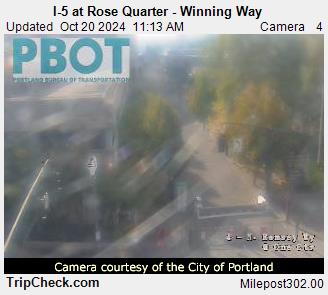 I-5 at Rose Quarter - Winning Way
Updated Oct 20 2024 11:13 AM Camera 4
PBOT
PORTLAND BUREAU OF TRANSPORTATION
Camera courtesy of the City of Portland
TripCheck.com Milepost302.00